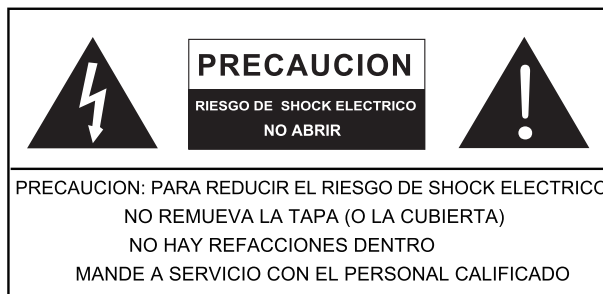 PRECAUCION
RIESGO DE SHOCK ELECTRICO
NO ABRIR
PRECAUCION: PARA REDUCIR EL RIESGO DE SHOCK ELECTRICO
NO REMUEVA LA TAPA (O LA CUBIERTA)
NO HAY REFACCIONES DENTRO
MANDE A SERVICIO CON EL PERSONAL CALIFICADO